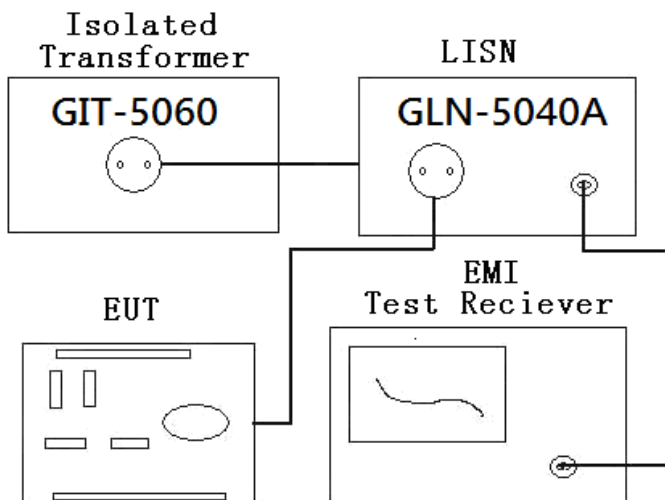 Isolated
Transformer
LISN
GIT-5060
GLN-5040A
EUT
EMI
Test Reciever